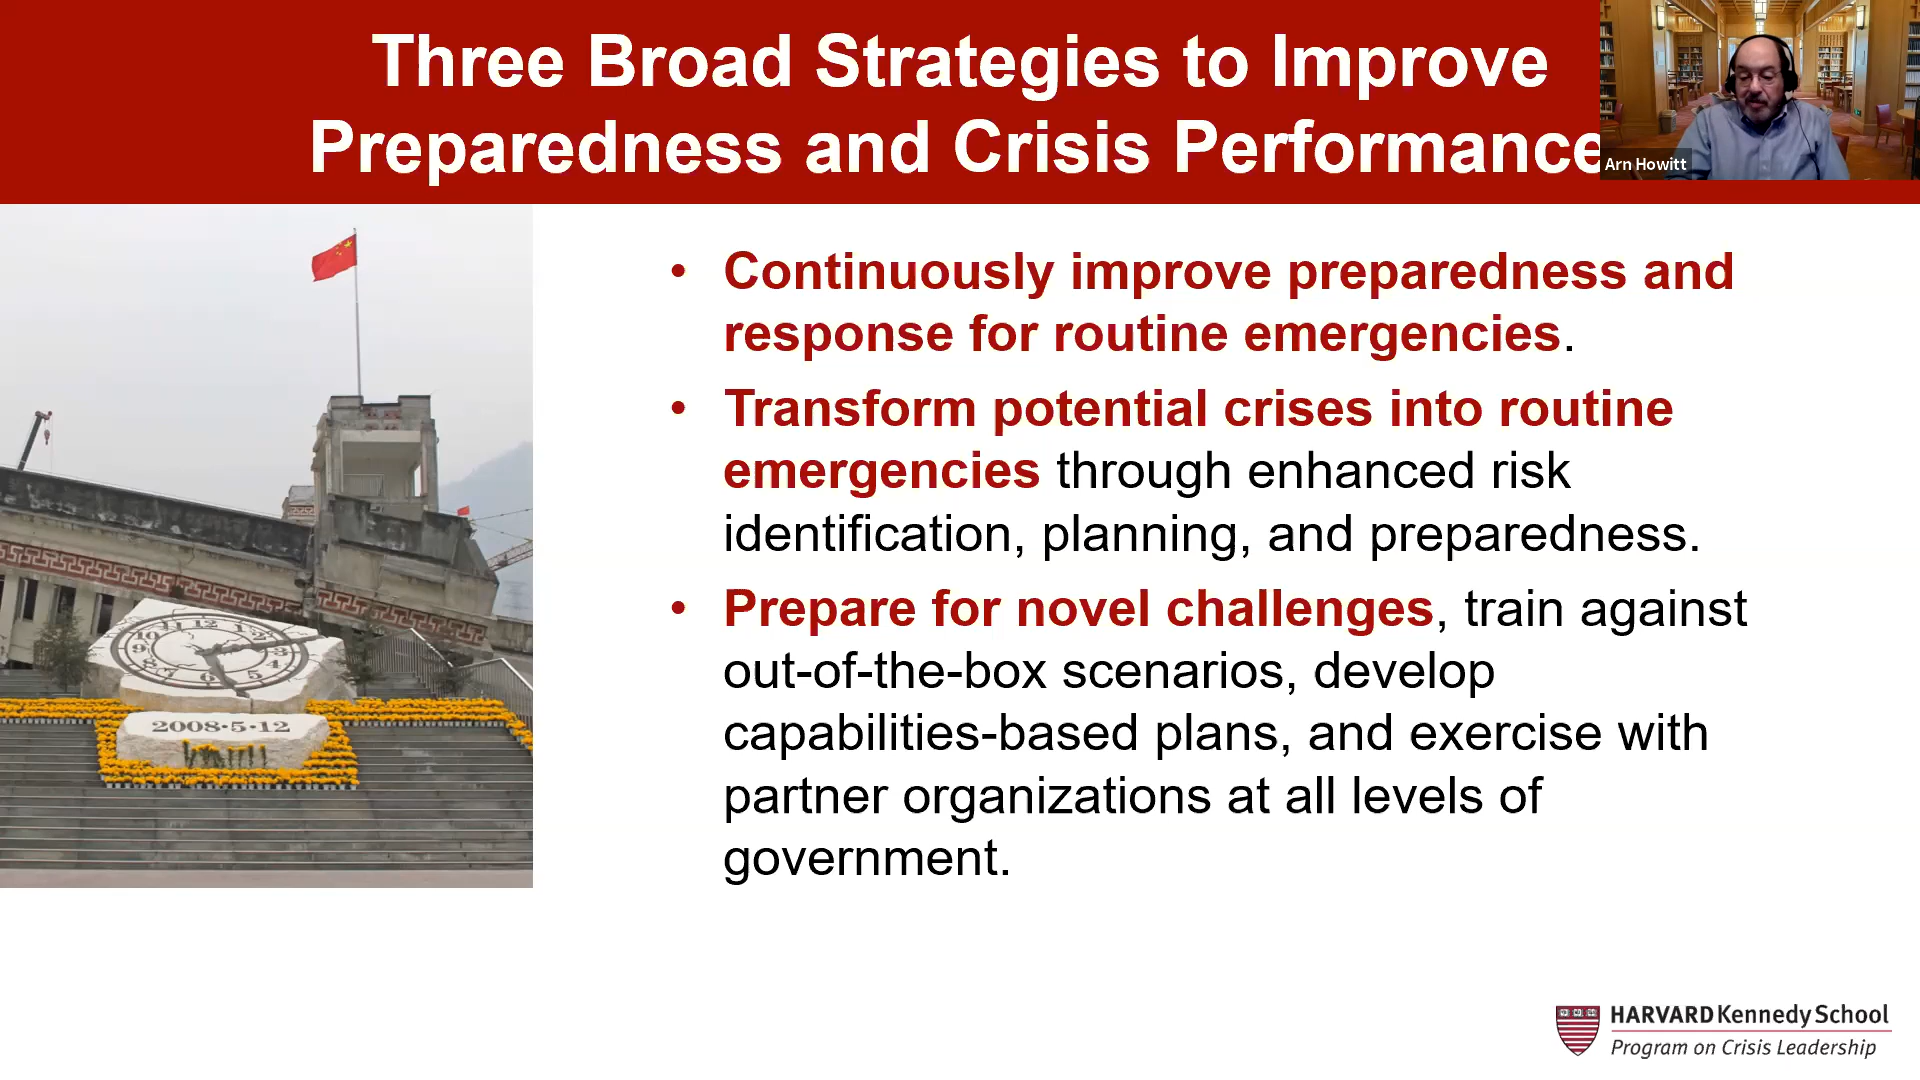 Three Broad Strategies to Improve
Preparedness and Crisis Performance
Arn Howitt
• Continuously improve preparedness and
response for routine emergencies.
• Transform potential crises into routine
emergencies through enhanced risk
identification, planning, and preparedness.
• Prepare for novel challenges, train against
out-of-the-box scenarios, develop
capabilities-based plans, and exercise with
partner organizations at all levels of
government.
2008·5·12
HARVARD Kennedy School
Program on Crisis Leadership